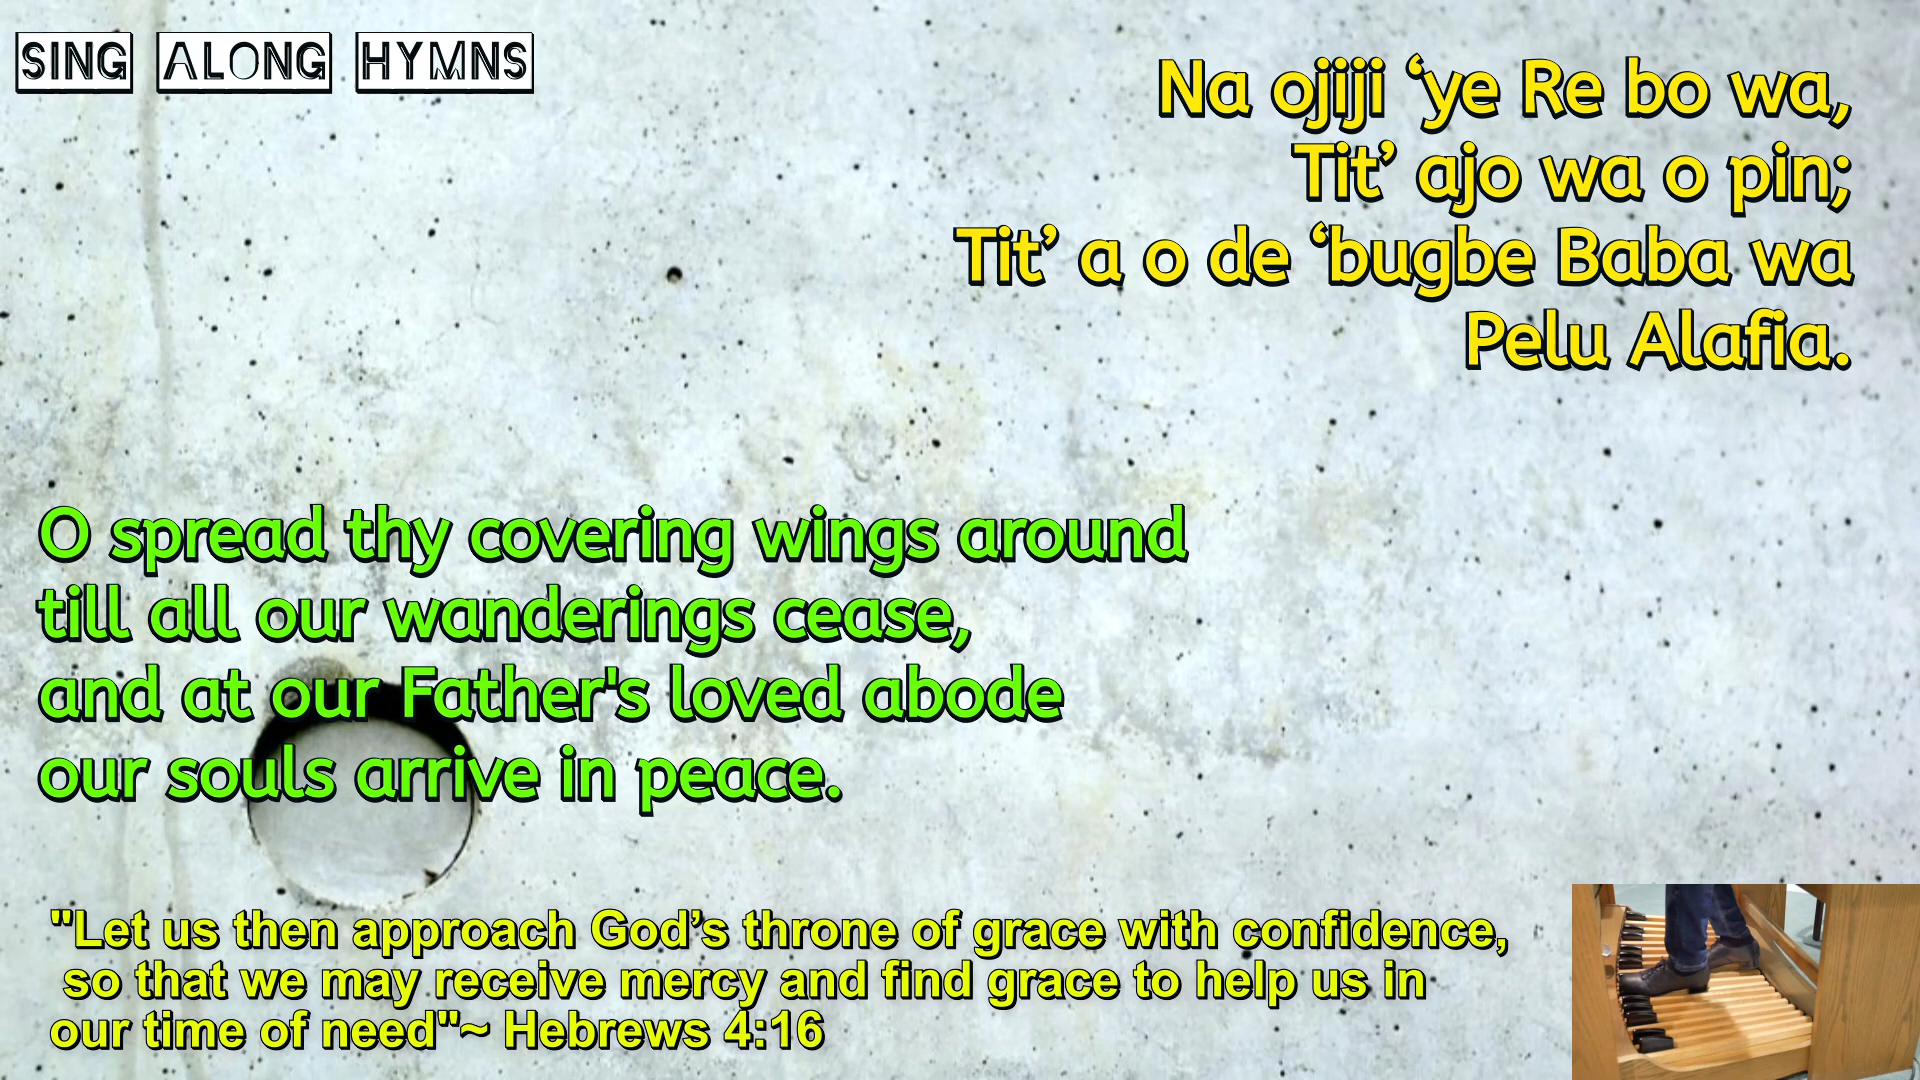 SING ALONG HYMNS
Na ojiji ‘ye Re bo wa,
Tit’ ajo wa o pin;
Tit’ a o de ‘bugbe Baba wa
Pelu Alafia.
O spread thy covering wings around
till all our wanderings cease,
and at our Father's loved abode
our souls arrive in peace.
"Let us then approach God’s throne of grace with confidence,
so that we may receive mercy and find grace to help us in
our time of need"~ Hebrews 4:16